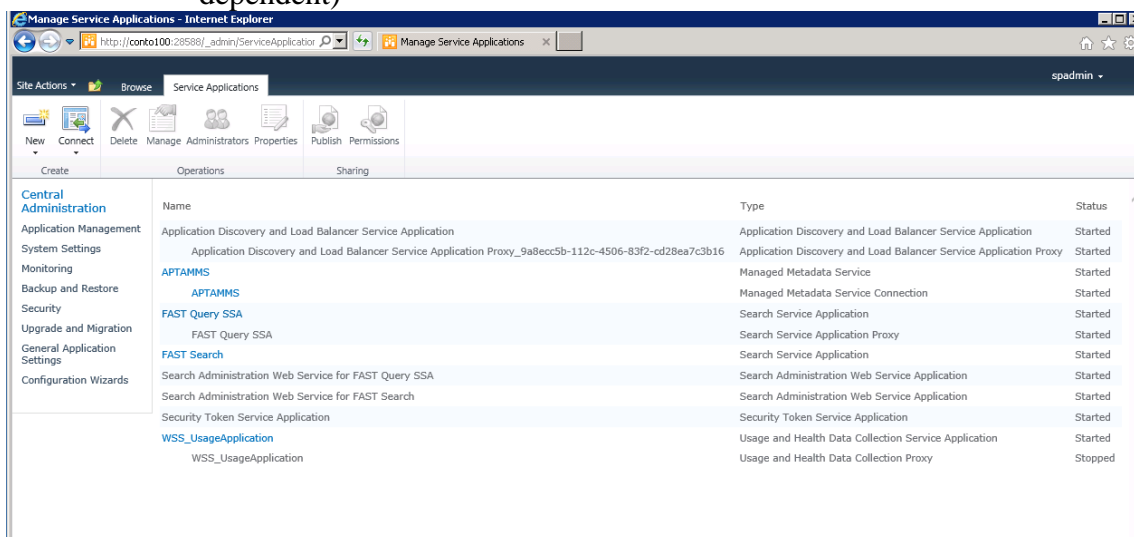 dependent)
Manage Service Applications - Internet Explorer
http://conto100:28588/_admin/ServiceApplicatior Manage Service Applications
spadmin
Site Actions Browse Service Applications
New Connect Delete Manage Administrators Properties Publish Permissions
Create Operations Sharing
Central
Administration
Application Management
System Settings
Monitoring
Backup and Restore
Security
Upgrade and Migration
General Application
Settings
Configuration Wizards
Name Type Status
Application Discovery and Load Balancer Service Application Application Discovery and Load Balancer Service Application Started
Application Discovery and Load Balancer Service Application Proxy_9a8ecc5b-112c-4506-83f2-cd28ea7c3b16 Application Discovery and Load Balancer Service Application Proxy Started
APTAMMS Managed Metadata Service Started
APTAMMS Managed Metadata Service Connection Started
FAST Query SSA Search Service Application Started
FAST Query SSA Search Service Application Proxy Started
FAST Search Search Service Application Started
Search Administration Web Service for FAST Query SSA Search Administration Web Service Application Started
Search Administration Web Service for FAST Search Search Administration Web Service Application Started
Security Token Service Application Security Token Service Application Started
WSS_UsageApplication Usage and Health Data Collection Service Application Started
WSS_UsageApplication Usage and Health Data Collection Proxy Stopped